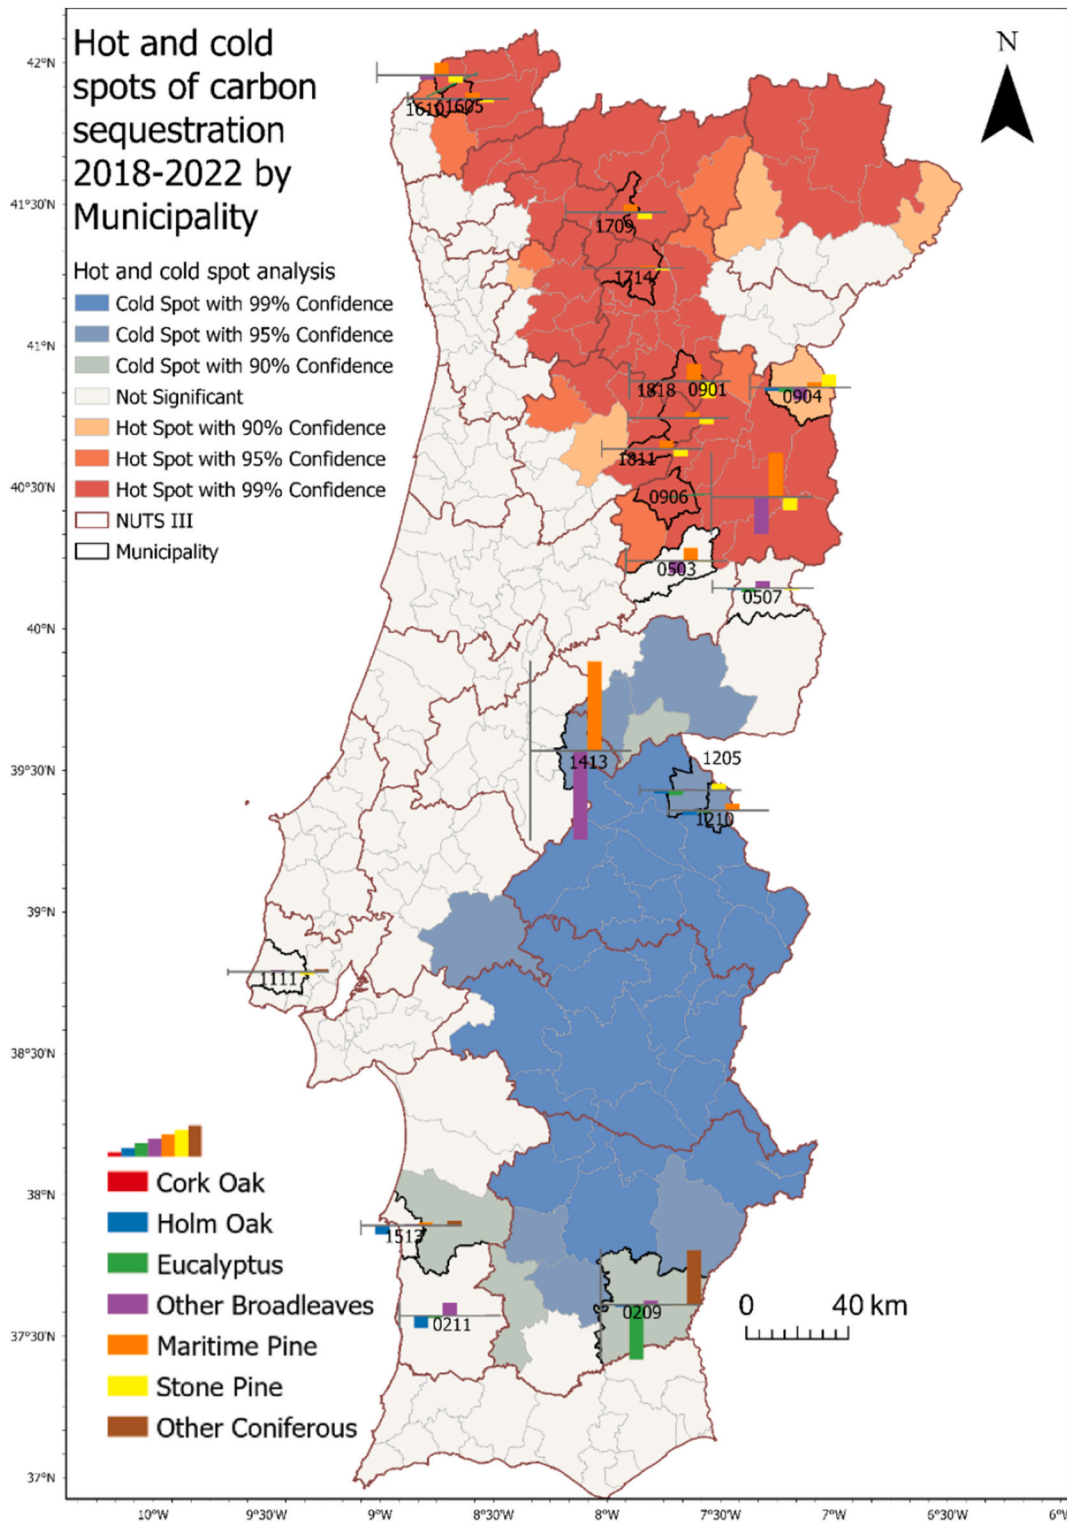 Hot and cold
spots of carbon
sequestration
2018-2022 by
Municipality
Hot and cold spot analysis
Cold Spot with 99% Confidence
Cold Spot with 95% Confidence
Cold Spot with 90% Confidence
Not Significant
Hot Spot with 90% Confidence
Hot Spot with 95% Confidence
Hot Spot with 99% Confidence
NUTS III
Municipality
N
42°N
41°30'N
41°N
40°30'N
40°N
39°30'N
39°N
38°30'N
38°N
37°30'N
37°N
1610
1605
1709
1714
1818
0901
0904
1811
0906
0503
0507
1413
1205
1210
1111
1513
0211
0209
Cork Oak
Holm Oak
Eucalyptus
Other Broadleaves
Maritime Pine
Stone Pine
Other Coniferous
0 40 km
10°W 9°30'W 9°W 8°30'W 8°W 7°30'W 7°W 6°30'W